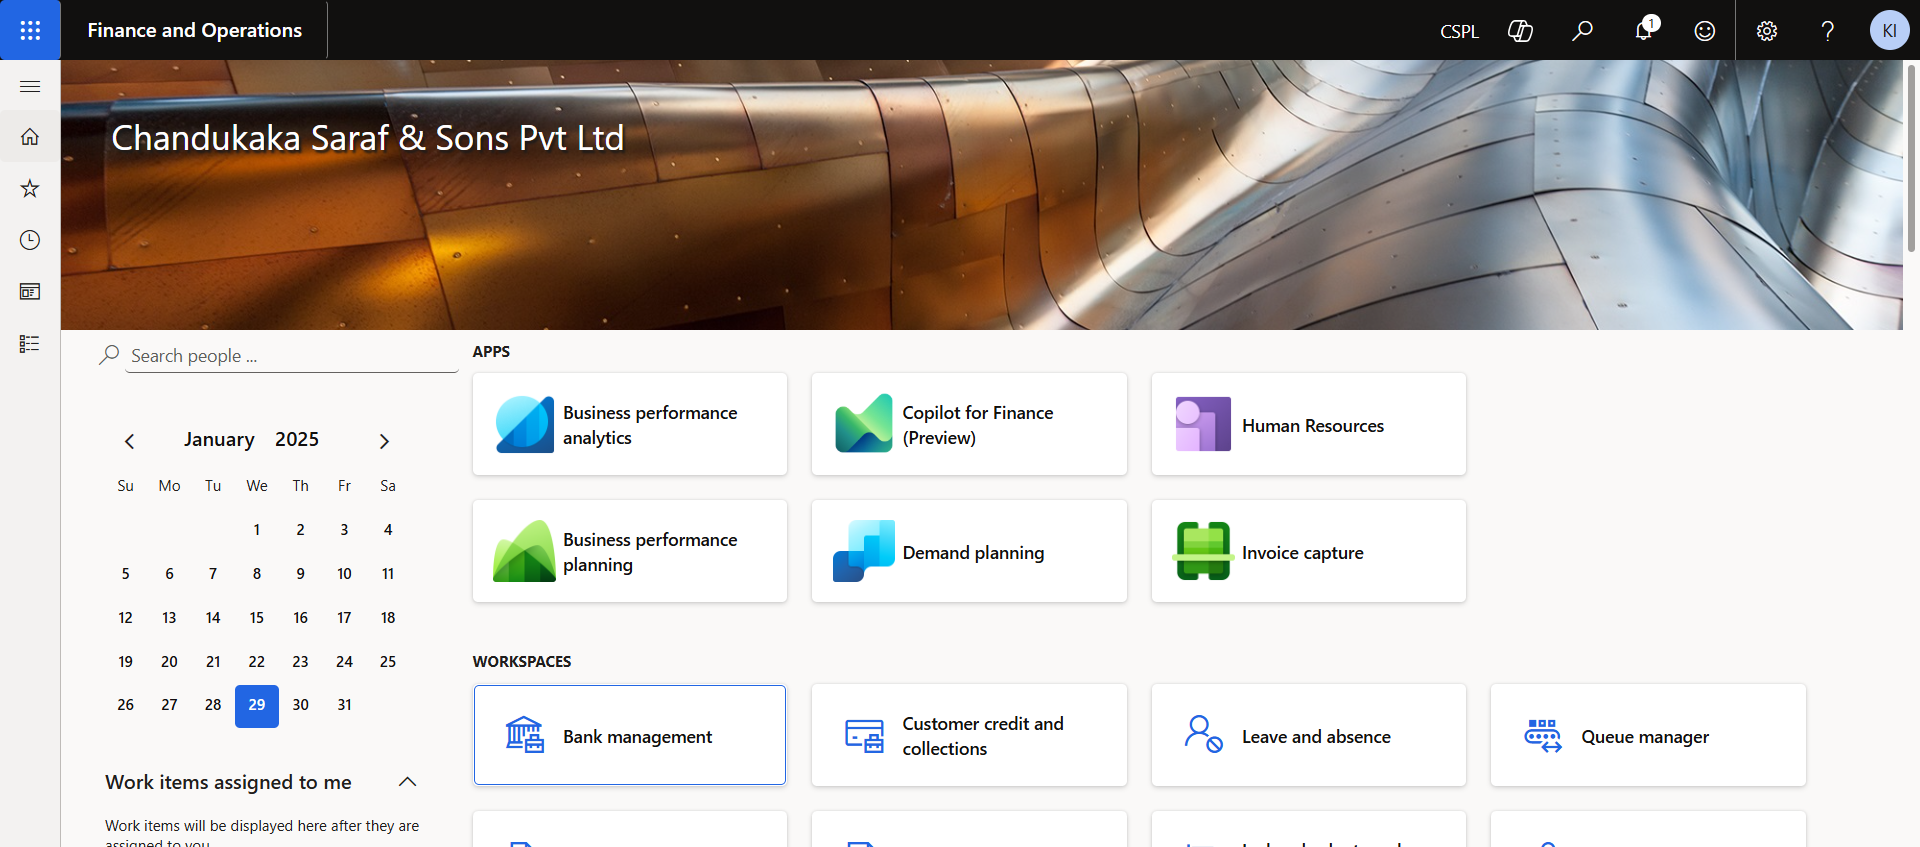 Finance and Operations
CSPL
1
KI
Chandukaka Saraf & Sons Pvt Ltd
Search people ...
January 2025
Su Mo Tu We Th Fr Sa
1 2 3 4
5 6 7 8 9 10 11
12 13 14 15 16 17 18
19 20 21 22 23 24 25
26 27 28 29 30 31
Work items assigned to me
Work items will be displayed here after they are
assigned to you
APPS
Business performance
analytics
Copilot for Finance
(Preview)
Human Resources
Business performance
planning
Demand planning
Invoice capture
WORKSPACES
Bank management
Customer credit and
collections
Leave and absence
Queue manager